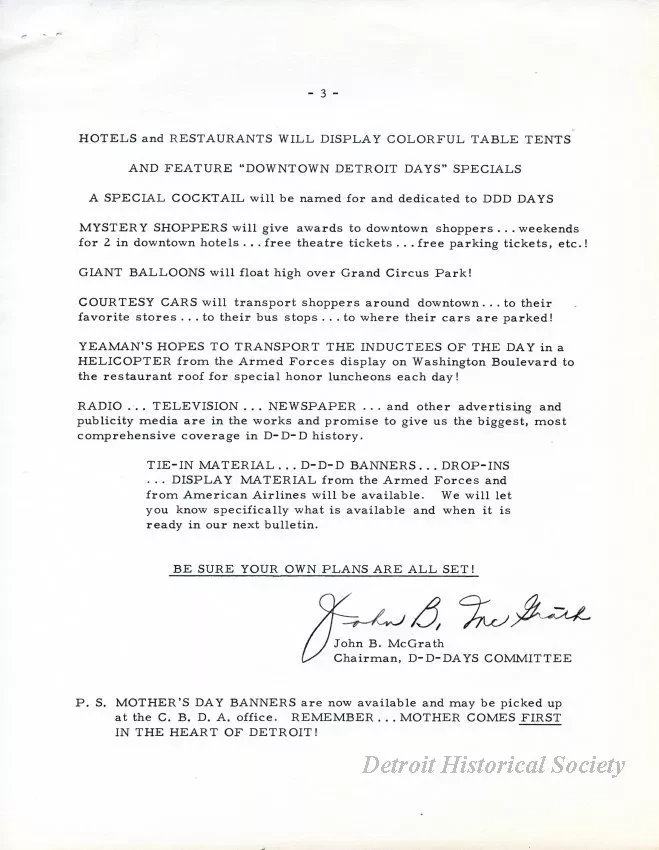 - 3 -
HOTELS and RESTAURANTS WILL DISPLAY COLORFUL TABLE TENTS
AND FEATURE "DOWNTOWN DETROIT DAYS" SPECIALS
A SPECIAL COCKTAIL will be named for and dedicated to DDD DAYS
MYSTERY SHOPPERS will give awards to downtown shoppers . . . weekends
for 2 in downtown hotels . . . free theatre tickets . . . free parking tickets, etc. !
GIANT BALLOONS will float high over Grand Circus Park!
COURTESY CARS will transport shoppers around downtown . . . to their
favorite stores . . . to their bus stops . . . to where their cars are parked!
YEAMAN'S HOPES TO TRANSPORT THE INDUCTEES OF THE DAY in a
HELICOPTER from the Armed Forces display on Washington Boulevard to
the restaurant roof for special honor luncheons each day!
RADIO . . . TELEVISION . . . NEWSPAPER . . . and other advertising and
publicity media are in the works and promise to give us the biggest, most
comprehensive coverage in D-D-D history.
TIE-IN MATERIAL . . . D-D-D BANNERS . . . DROP-INS
. . . DISPLAY MATERIAL from the Armed Forces and
from American Airlines will be available. We will let
you know specifically what is available and when it is
ready in our next bulletin.
BE SURE YOUR OWN PLANS ARE ALL SET!
John B. McGrath
John B. McGrath
Chairman, D-D-DAYS COMMITTEE
P. S. MOTHER'S DAY BANNERS are now available and may be picked up
at the C. B. D. A. office. REMEMBER . . . MOTHER COMES FIRST
IN THE HEART OF DETROIT!
Detroit Historical Society